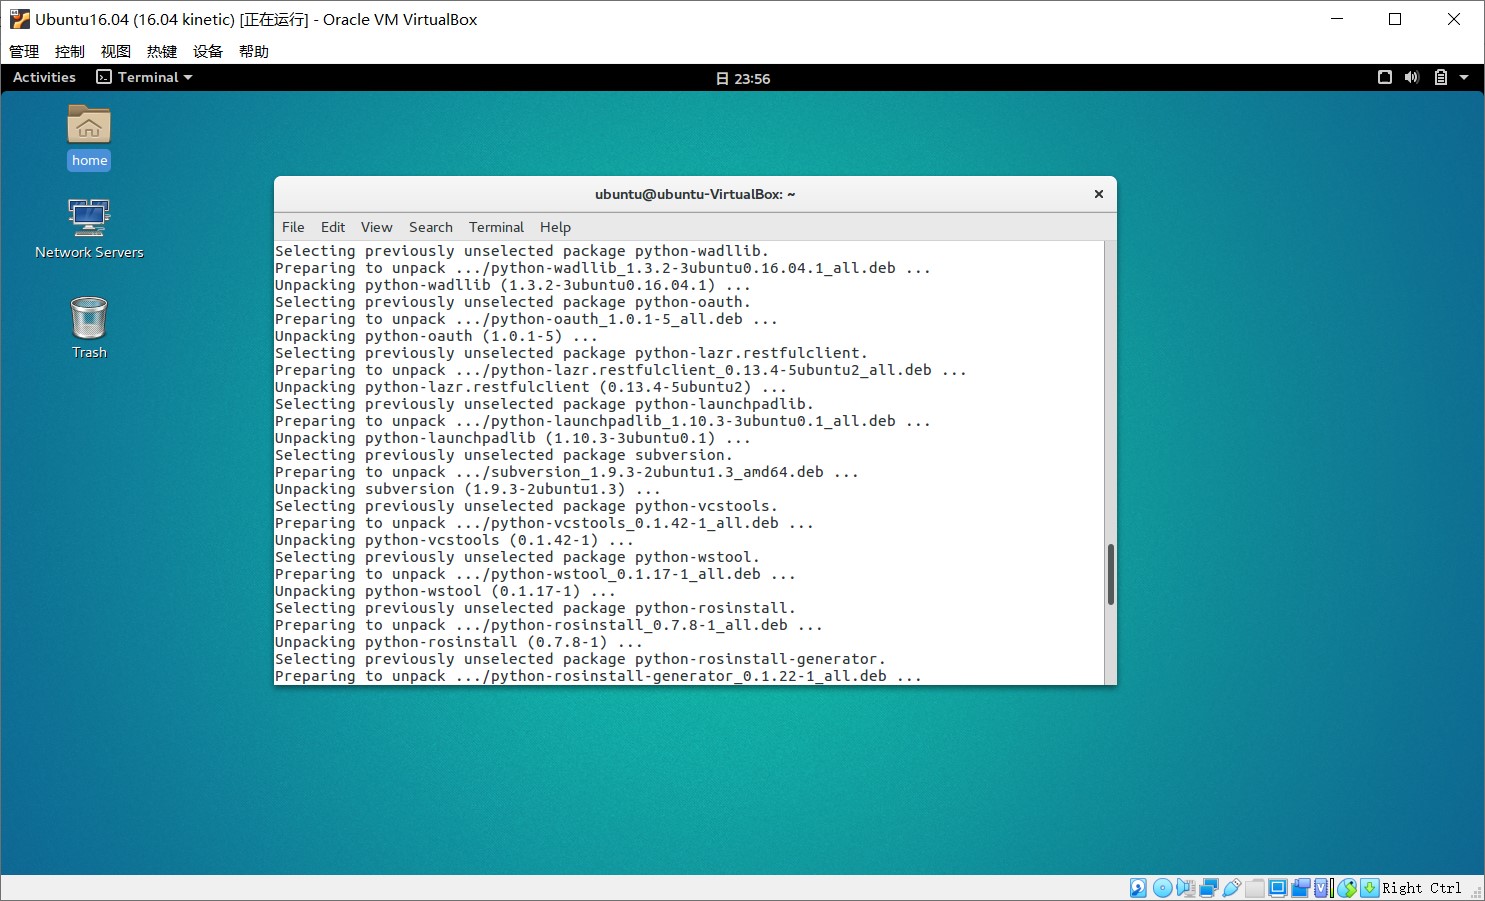 Ubuntu16.04 (16.04 kinetic) [正在运行] - Oracle VM VirtualBox
管理 控制 视图 热键 设备 帮助
Activities Terminal 日 23:56
home
Network Servers
Trash
ubuntu@ubuntu-VirtualBox: ~
File Edit View Search Terminal Help
Selecting previously unselected package python-wadllib.
Preparing to unpack .../python-wadllib_1.3.2-3ubuntu0.16.04.1_all.deb ...
Unpacking python-wadllib (1.3.2-3ubuntu0.16.04.1) ...
Selecting previously unselected package python-oauth.
Preparing to unpack .../python-oauth_1.0.1-5_all.deb ...
Unpacking python-oauth (1.0.1-5) ...
Selecting previously unselected package python-lazr.restfulclient.
Preparing to unpack .../python-lazr.restfulclient_0.13.4-5ubuntu2_all.deb ...
Unpacking python-lazr.restfulclient (0.13.4-5ubuntu2) ...
Selecting previously unselected package python-launchpadlib.
Preparing to unpack .../python-launchpadlib_1.10.3-3ubuntu0.1_all.deb ...
Unpacking python-launchpadlib (1.10.3-3ubuntu0.1) ...
Selecting previously unselected package subversion.
Preparing to unpack .../subversion_1.9.3-2ubuntu1.3_amd64.deb ...
Unpacking subversion (1.9.3-2ubuntu1.3) ...
Selecting previously unselected package python-vcstools.
Preparing to unpack .../python-vcstools_0.1.42-1_all.deb ...
Unpacking python-vcstools (0.1.42-1) ...
Selecting previously unselected package python-wstool.
Preparing to unpack .../python-wstool_0.1.17-1_all.deb ...
Unpacking python-wstool (0.1.17-1) ...
Selecting previously unselected package python-rosinstall.
Preparing to unpack .../python-rosinstall_0.7.8-1_all.deb ...
Unpacking python-rosinstall (0.7.8-1) ...
Selecting previously unselected package python-rosinstall-generator.
Preparing to unpack .../python-rosinstall-generator_0.1.22-1_all.deb ...
Right Ctrl